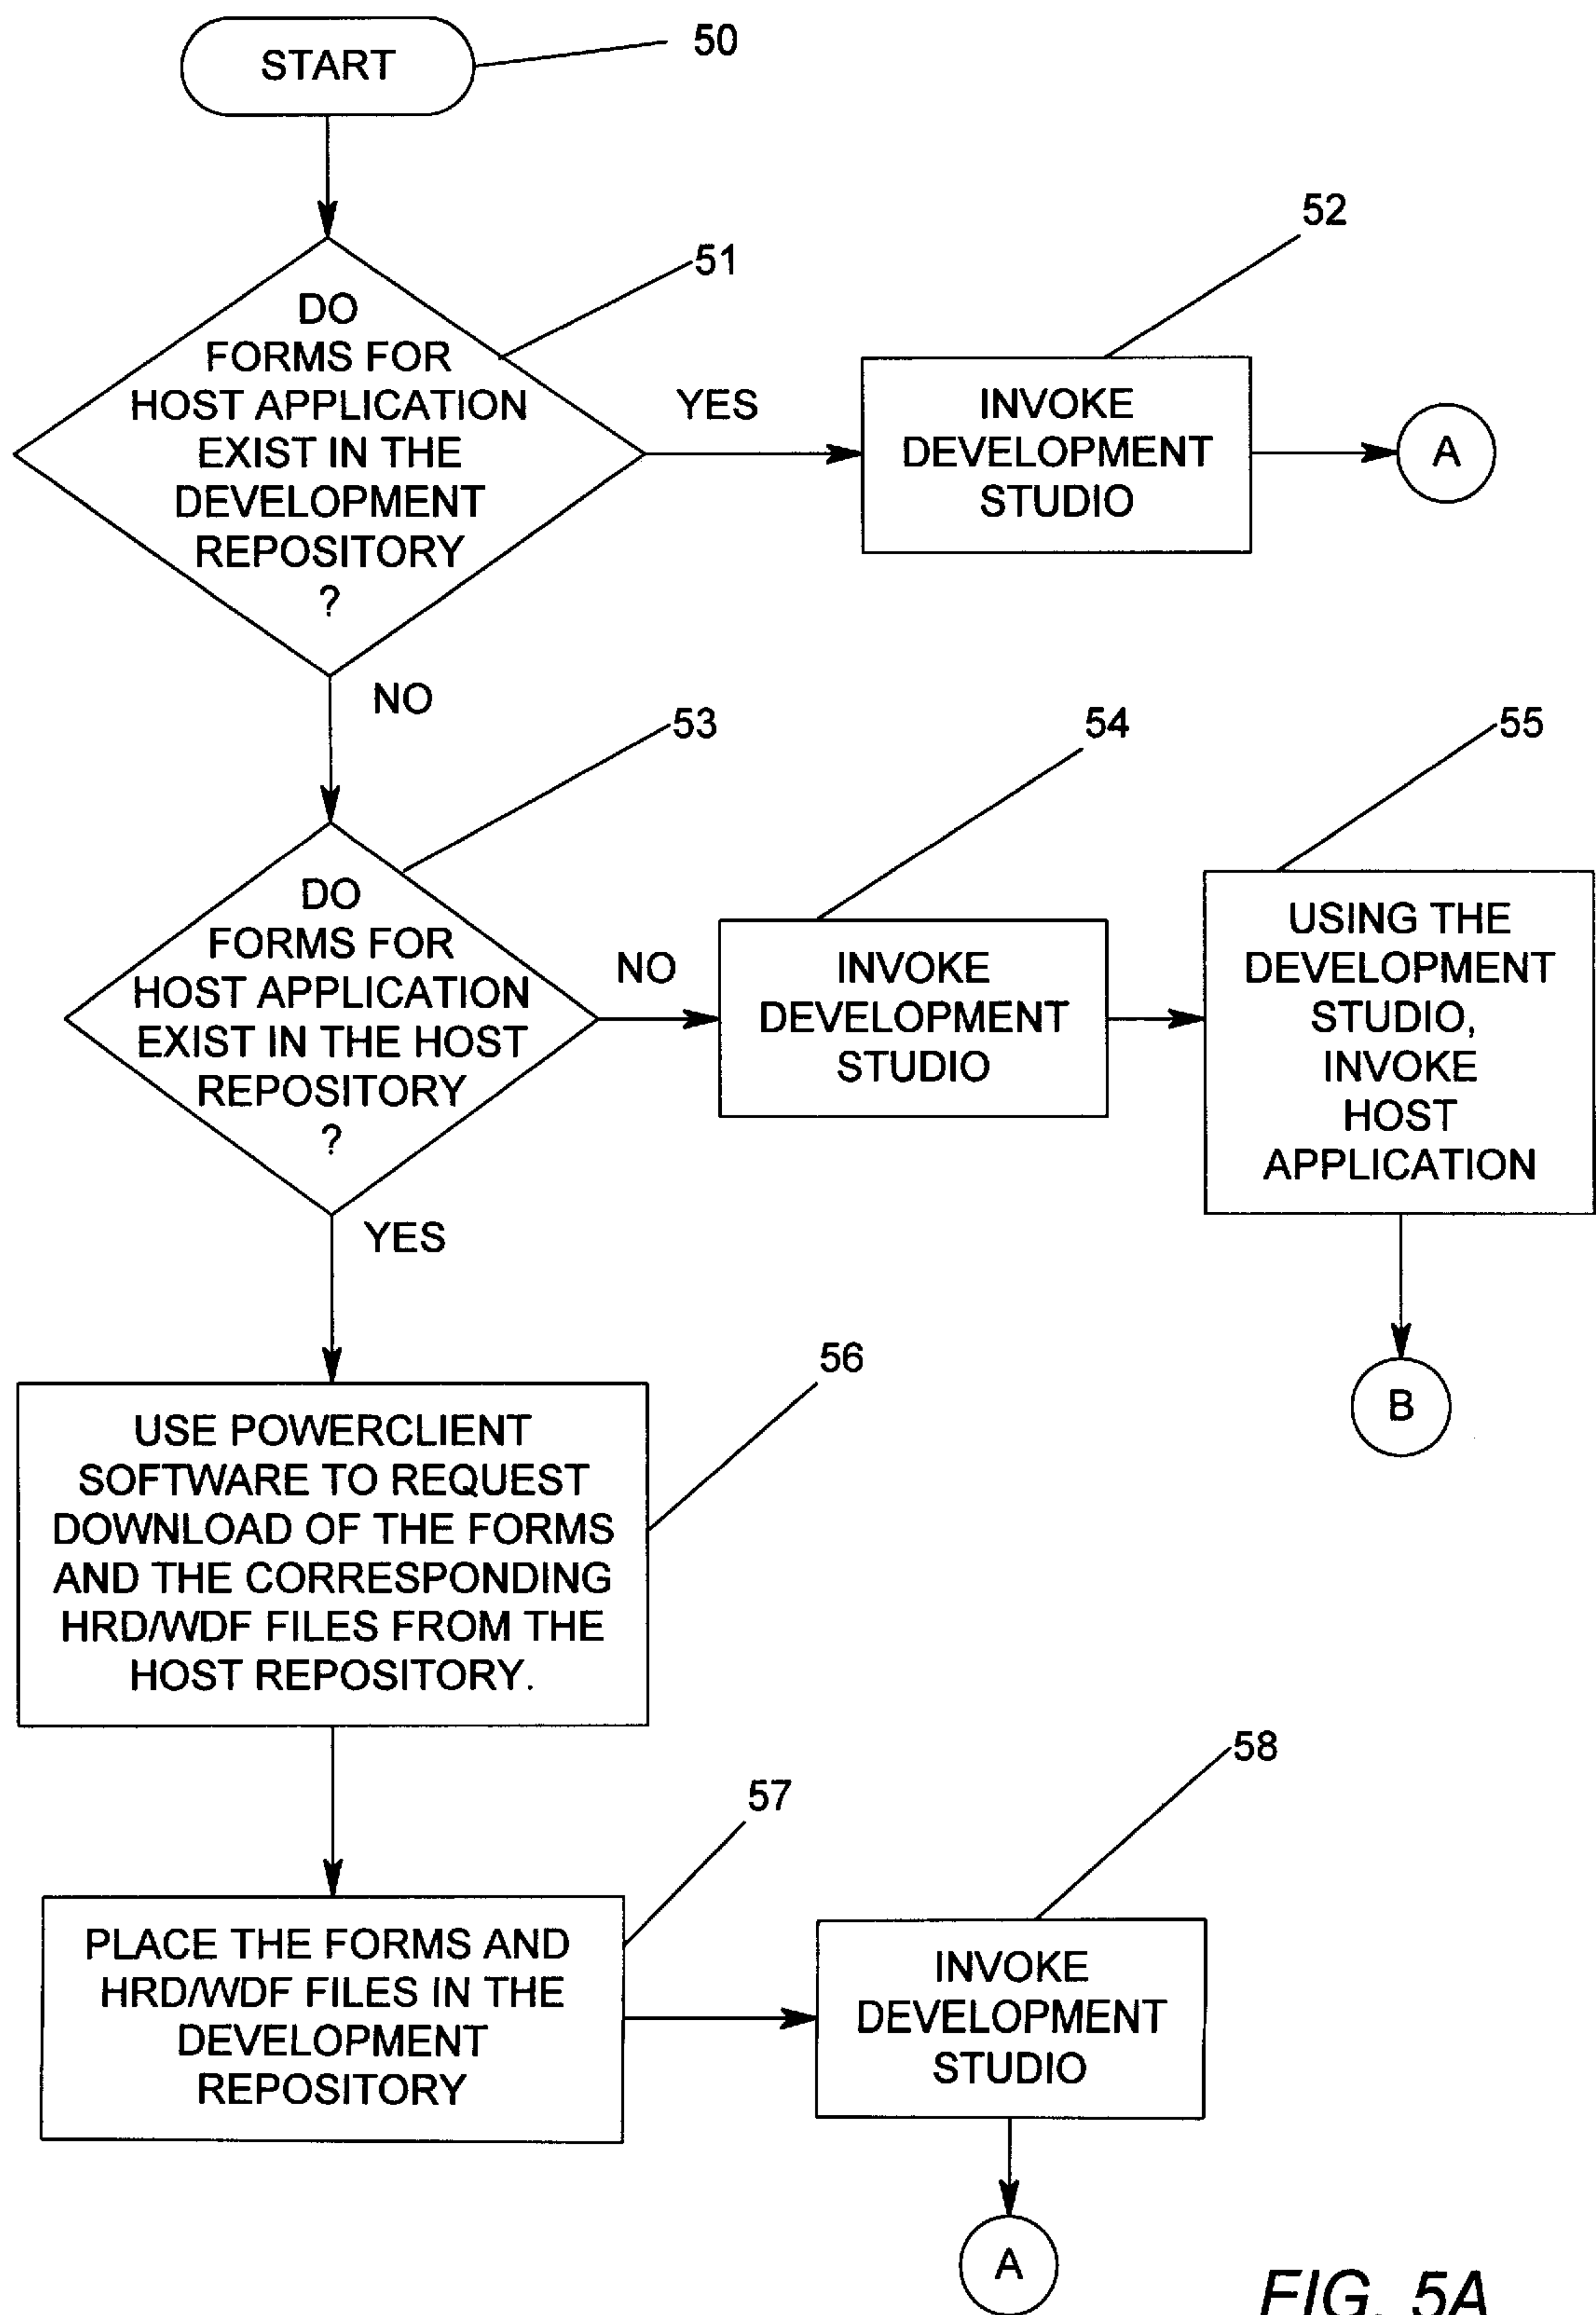 START
50
51
DO
FORMS FOR
HOST APPLICATION
EXIST IN THE
DEVELOPMENT
REPOSITORY
?
YES
52
INVOKE
DEVELOPMENT
STUDIO
A
NO
53
DO
FORMS FOR
HOST APPLICATION
EXIST IN THE HOST
REPOSITORY
?
NO
54
INVOKE
DEVELOPMENT
STUDIO
55
USING THE
DEVELOPMENT
STUDIO,
INVOKE
HOST
APPLICATION
B
YES
56
USE POWERCLIENT
SOFTWARE TO REQUEST
DOWNLOAD OF THE FORMS
AND THE CORRESPONDING
HRD/WDF FILES FROM THE
HOST REPOSITORY.
57
PLACE THE FORMS AND
HRD/WDF FILES IN THE
DEVELOPMENT
REPOSITORY
58
INVOKE
DEVELOPMENT
STUDIO
A
FIG. 5A